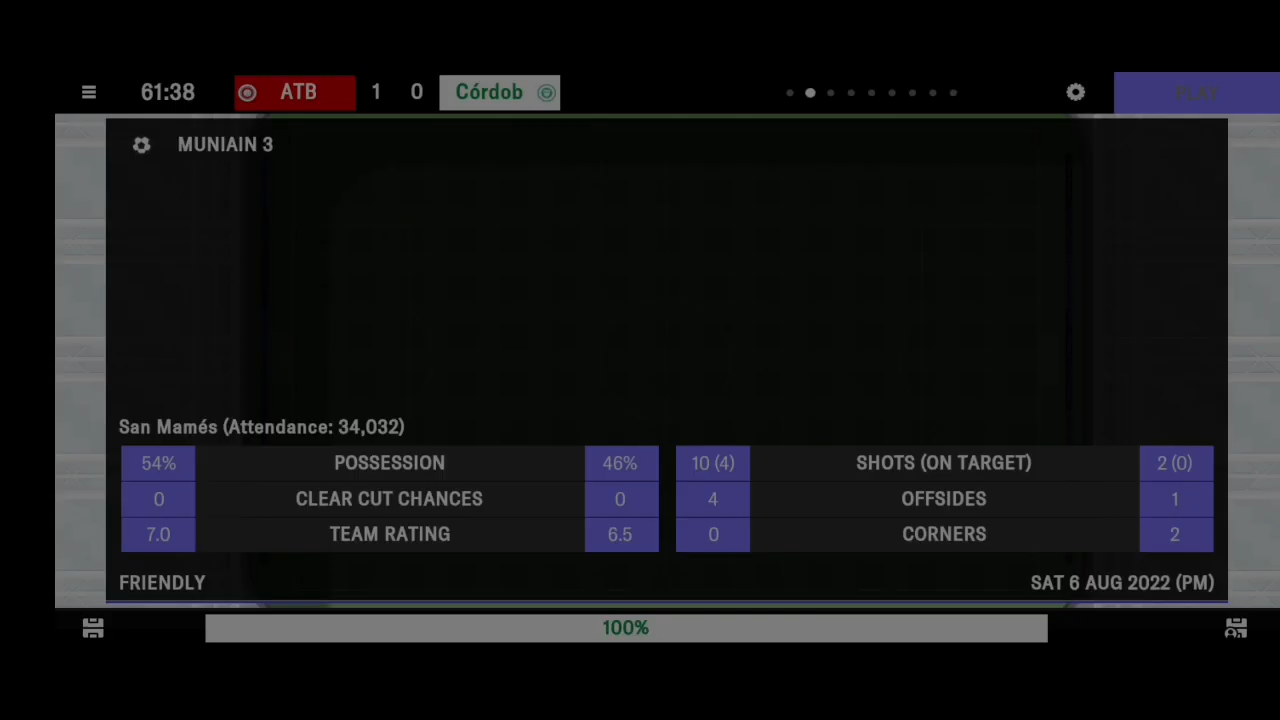 61:38 ATB 1 0 Córdob PLAY
MUNIAIN 3
San Mamés (Attendance: 34,032)
54% POSSESSION 46% 10 (4) SHOTS (ON TARGET) 2 (0)
0 CLEAR CUT CHANCES 0 4 OFFSIDES 1
7.0 TEAM RATING 6.5 0 CORNERS 2
FRIENDLY SAT 6 AUG 2022 (PM)
100%